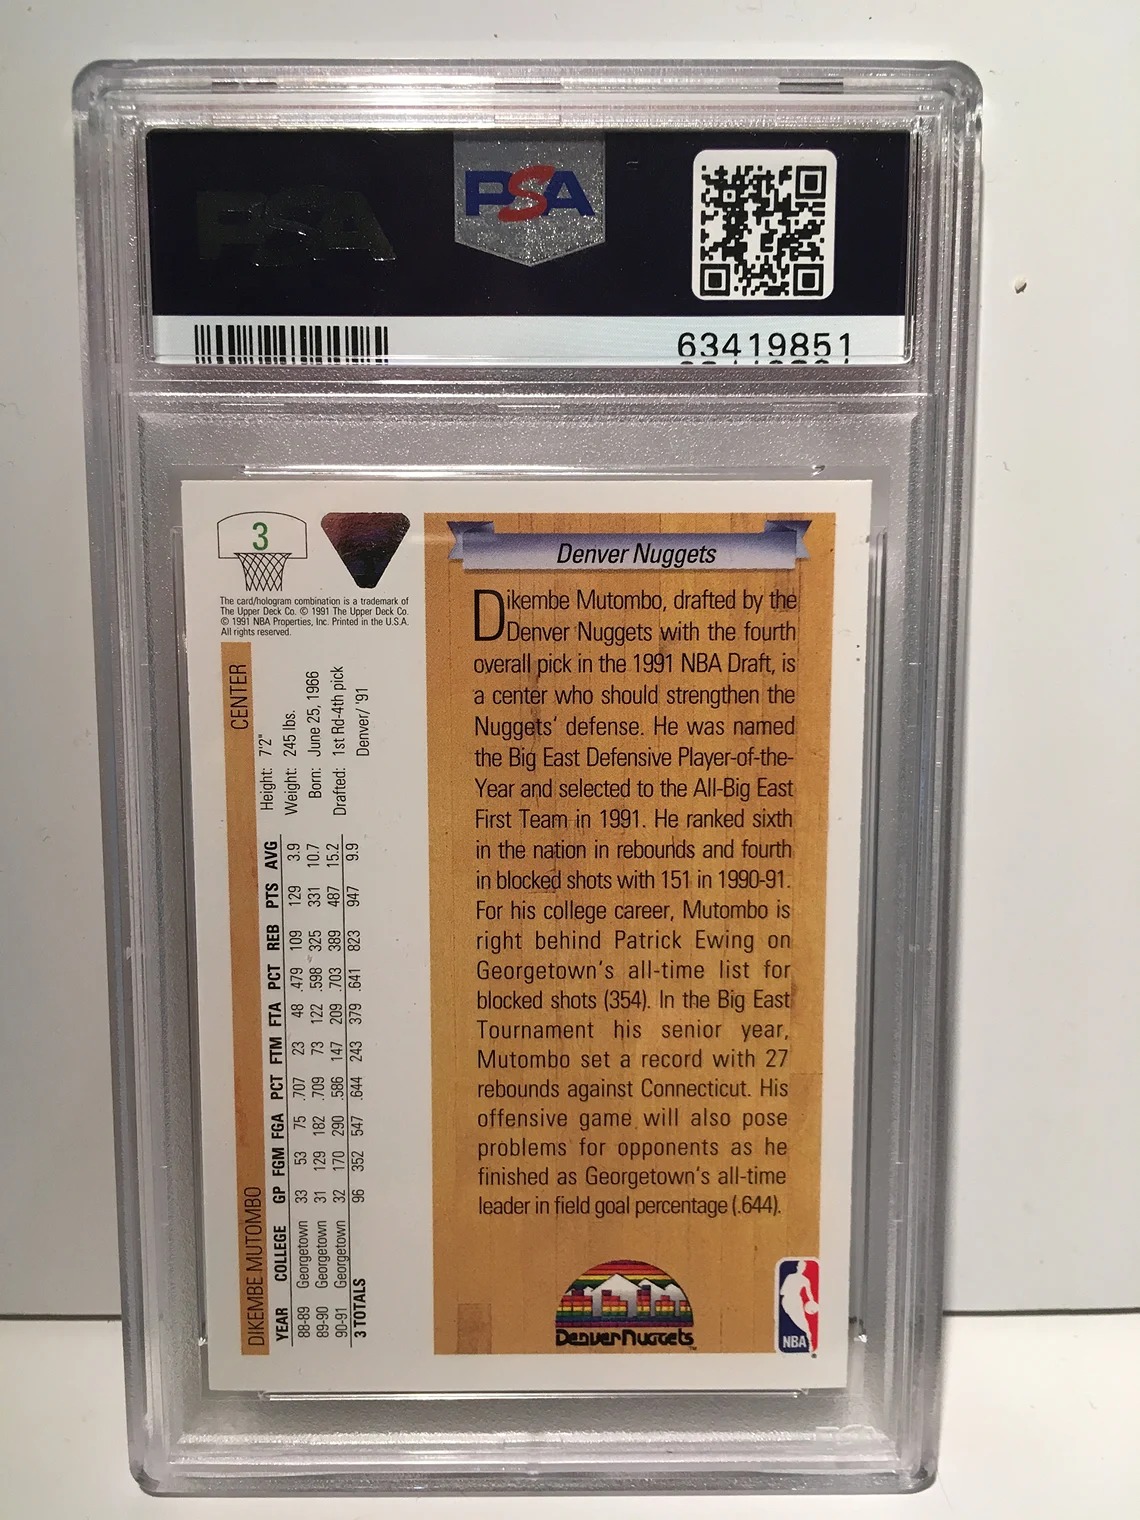 PSA
PSA
63419851
3
The card/hologram combination is a trademark of
The Upper Deck Co. © 1991 The Upper Deck Co.
© 1991 NBA Properties, Inc. Printed in the U.S.A.
All rights reserved.
DIKEMBE MUTOMBO CENTER
Height: 7'2"
Weight: 245 lbs.
Born: June 25, 1966
Drafted: 1st Rd-4th pick
Denver/ '91
YEAR COLLEGE GP FGM FGA PCT FTM FTA PCT REB PTS AVG
88-89 Georgetown 33 53 75 .707 23 48 .479 109 129 3.9
89-90 Georgetown 31 129 182 .709 73 122 .598 325 331 10.7
90-91 Georgetown 32 170 290 .586 147 209 .703 389 487 15.2
3 TOTALS 96 352 547 .644 243 379 .641 823 947 9.9
Denver Nuggets
Dikembe Mutombo, drafted by the
Denver Nuggets with the fourth
overall pick in the 1991 NBA Draft, is
a center who should strengthen the
Nuggets' defense. He was named
the Big East Defensive Player-of-the-
Year and selected to the All-Big East
First Team in 1991. He ranked sixth
in the nation in rebounds and fourth
in blocked shots with 151 in 1990-91.
For his college career, Mutombo is
right behind Patrick Ewing on
Georgetown's all-time list for
blocked shots (354). In the Big East
Tournament his senior year,
Mutombo set a record with 27
rebounds against Connecticut. His
offensive game will also pose
problems for opponents as he
finished as Georgetown's all-time
leader in field goal percentage (.644).
Denver Nuggets
TM
NBA